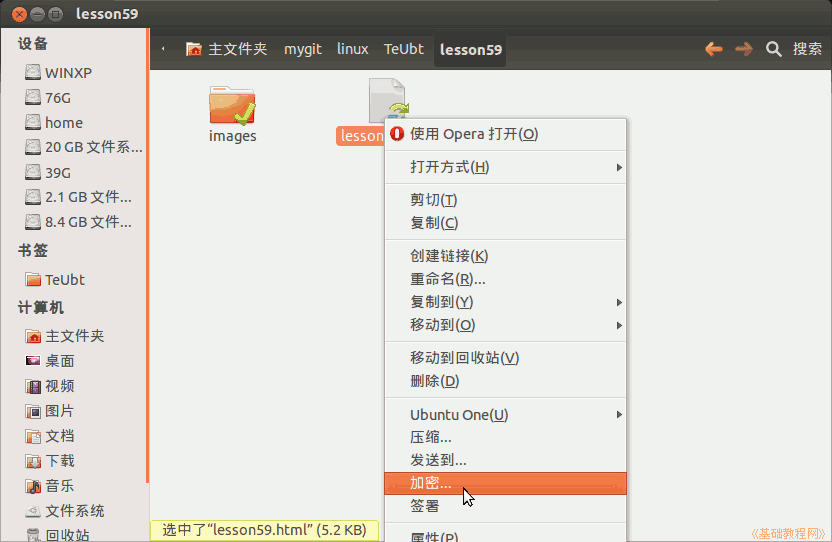 lesson59
设备
WINXP
76G
home
20 GB 文件系...
39G
2.1 GB 文件...
8.4 GB 文件...
书签
TeUbt
计算机
主文件夹
桌面
视频
图片
文档
下载
音乐
文件系统
回收站
主文件夹 mygit linux TeUbt lesson59 搜索
images
lesson
使用 Opera 打开(O)
打开方式(H)
剪切(T)
复制(C)
创建链接(K)
重命名(R)...
复制到(Y)
移动到(O)
移动到回收站(V)
删除(D)
Ubuntu One(U)
压缩...
发送到...
加密...
签署
属性(P)
选中了“lesson59.html” (5.2 KB)
《基础教程网》